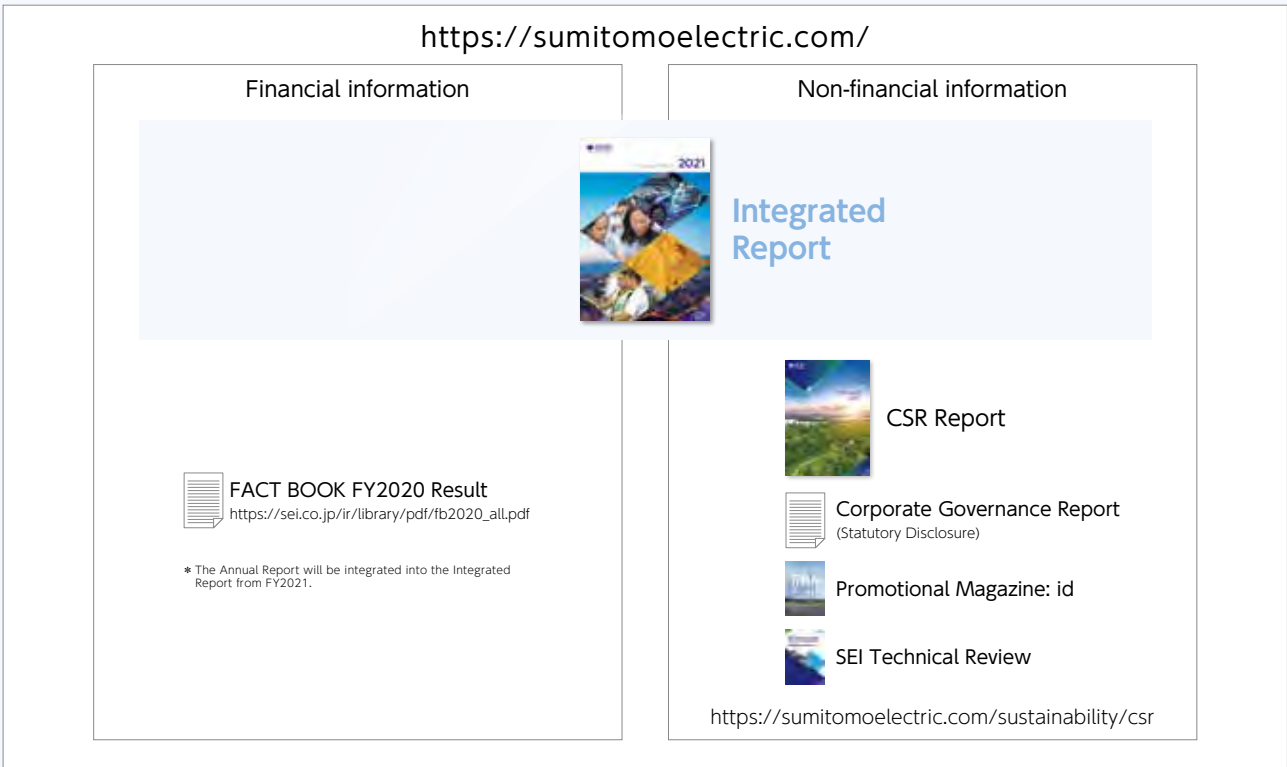 https://sumitomoelectric.com/
Financial information
Non-financial information
2021
Integrated
Report
FACT BOOK FY2020 Result
https://sei.co.jp/ir/library/pdf/fb2020_all.pdf
* The Annual Report will be integrated into the Integrated
Report from FY2021.
CSR Report
Corporate Governance Report
(Statutory Disclosure)
Promotional Magazine: id
SEI Technical Review
https://sumitomoelectric.com/sustainability/csr